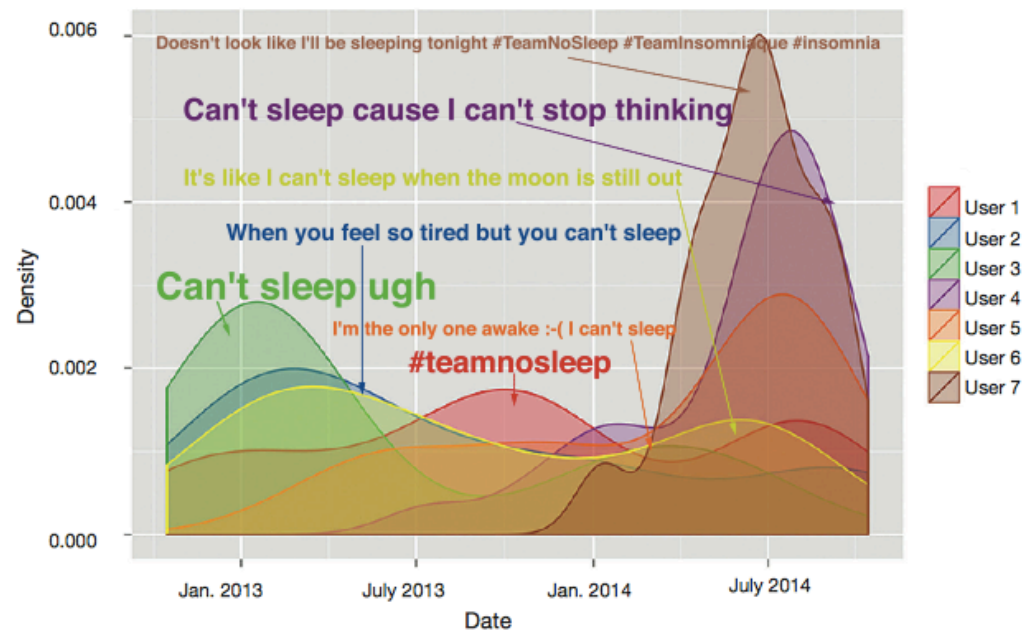 0.006
Doesn't look like I'll be sleeping tonight #TeamNoSleep #TeamInsomniaque #insomnia
Can't sleep cause I can't stop thinking
It's like I can't sleep when the moon is still out
0.004
When you feel so tired but you can't sleep
Can't sleep ugh
I'm the only one awake :-( I can't sleep
#teamnosleep
0.002
0.000
Density
Jan. 2013
July 2013
Jan. 2014
July 2014
Date
User 1
User 2
User 3
User 4
User 5
User 6
User 7